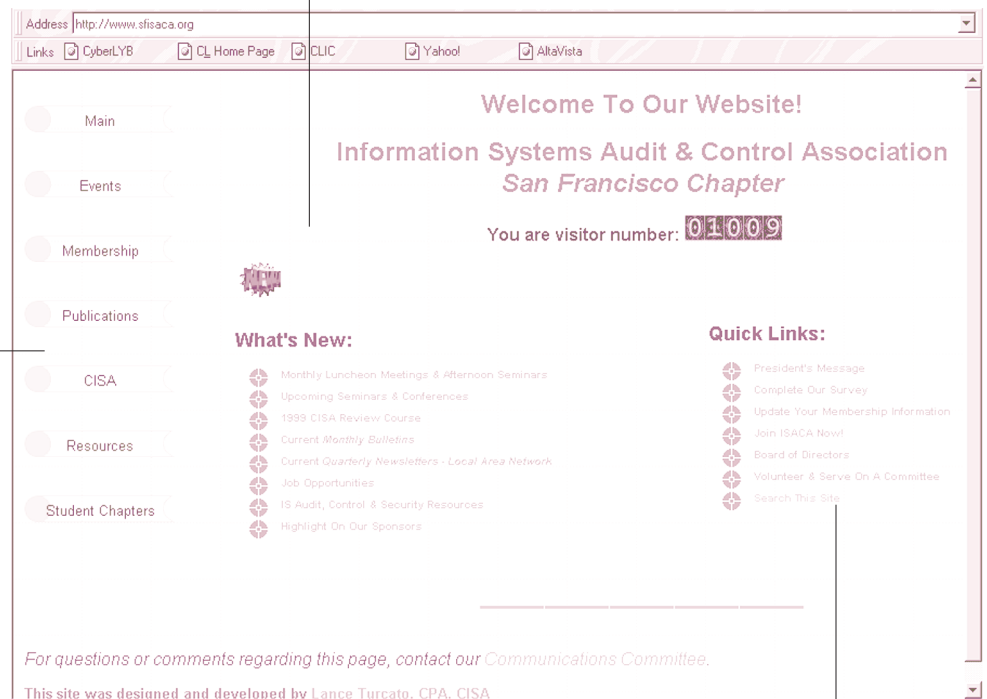 Address http://www.sfisaca.org
Links CyberLYB CL Home Page CLIC Yahoo! AltaVista
Main
Events
Membership
Publications
CISA
Resources
Student Chapters
Welcome To Our Website!
Information Systems Audit & Control Association
San Francisco Chapter
You are visitor number: 01009
NEW
What's New:
Monthly Luncheon Meetings & Afternoon Seminars
Upcoming Seminars & Conferences
1999 CISA Review Course
Current Monthly Bulletins
Current Quarterly Newsletters - Local Area Network
Job Opportunities
IS Audit, Control & Security Resources
Highlight On Our Sponsors
Quick Links:
President's Message
Complete Our Survey
Update Your Membership Information
Join ISACA Now!
Board of Directors
Volunteer & Serve On A Committee
Search This Site
For questions or comments regarding this page, contact our Communications Committee.
This site was designed and developed by Lance Turcato, CPA, CISA